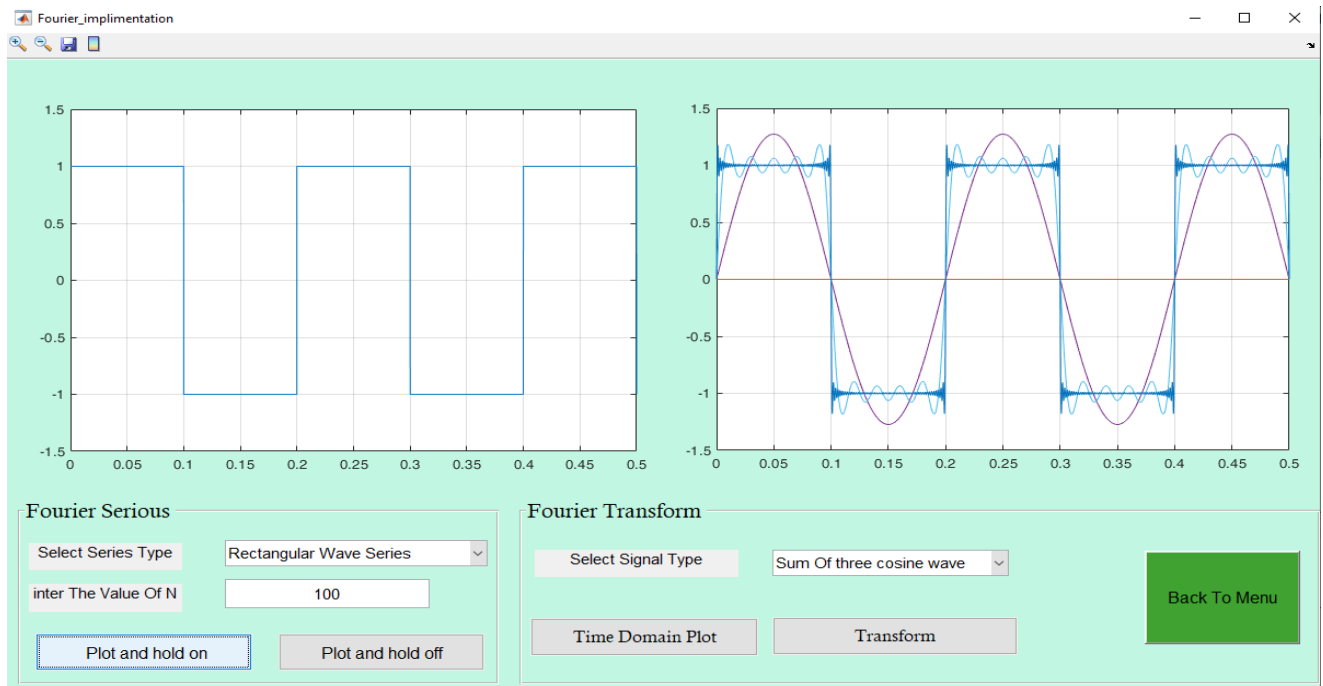 Fourier_implimentation
1.5
1
0.5
0
-0.5
-1
-1.5
0 0.05 0.1 0.15 0.2 0.25 0.3 0.35 0.4 0.45 0.5
1.5
1
0.5
0
-0.5
-1
-1.5
0 0.05 0.1 0.15 0.2 0.25 0.3 0.35 0.4 0.45 0.5
Fourier Serious
Select Series Type Rectangular Wave Series
inter The Value Of N 100
Plot and hold on Plot and hold off
Fourier Transform
Select Signal Type Sum Of three cosine wave
Time Domain Plot Transform
Back To Menu